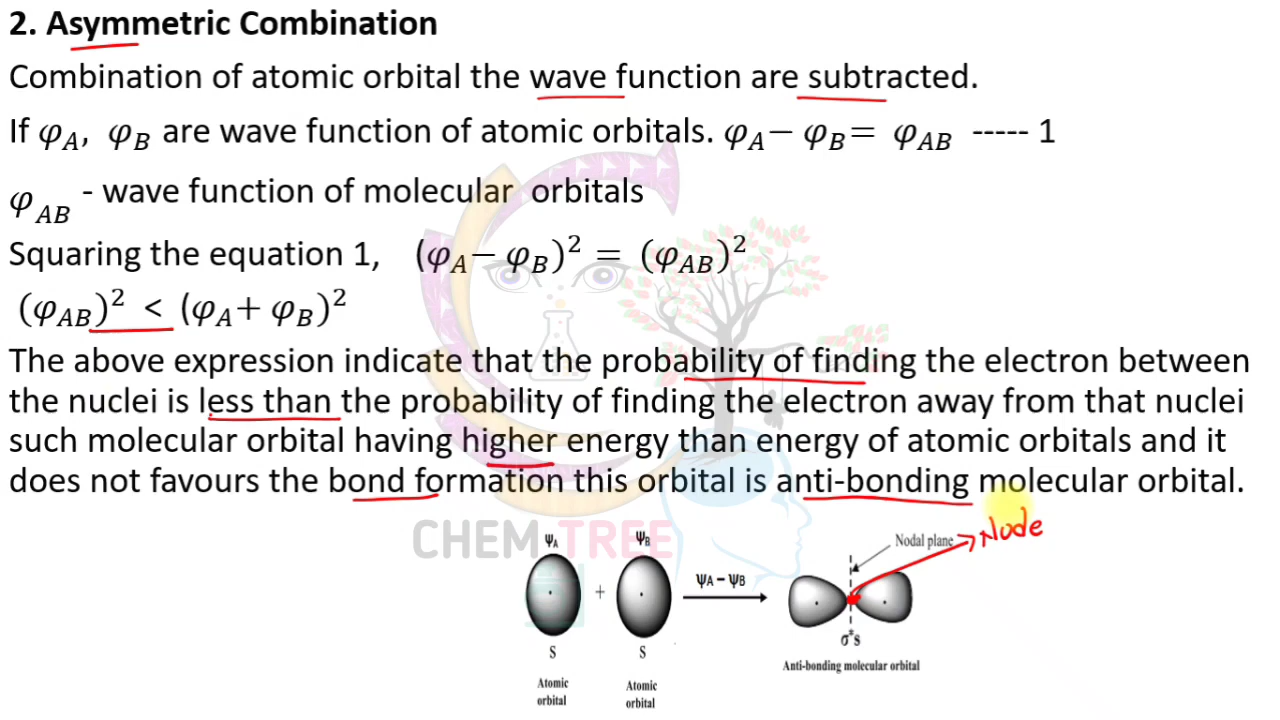 2. Asymmetric Combination
Combination of atomic orbital the wave function are subtracted.
If φA, φB are wave function of atomic orbitals. φA− φB= φAB ----- 1
φAB - wave function of molecular orbitals
Squaring the equation 1, (φA− φB)² = (φAB)²
(φAB)² < (φA+ φB)²
The above expression indicate that the probability of finding the electron between
the nuclei is less than the probability of finding the electron away from that nuclei
such molecular orbital having higher energy than energy of atomic orbitals and it
does not favours the bond formation this orbital is anti-bonding molecular orbital.
CHEM-TREE
Nodal plane
Node
ΨA
ΨB
+
ΨA − ΨB
S
S
σ*s
Atomic
orbital
Atomic
orbital
Anti-bonding molecular orbital